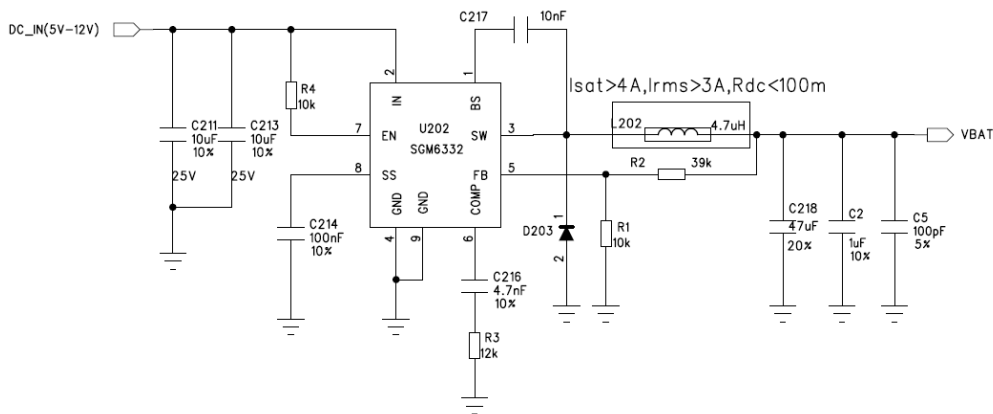 C217
10nF
DC_IN(5V-12V)
2
1
Isat>4A,Irms>3A,Rdc<100m
R4
10k
IN
BS
L202
4.7uH
C211
10uF
10%
25V
C213
10uF
10%
25V
7
EN
U202
SGM6332
SW
3
VBAT
R2
39k
8
SS
FB
5
GND
GND
COMP
C214
100nF
10%
4
9
6
D203
1
2
R1
10k
C218
47uF
20%
C2
1uF
10%
C5
100pF
5%
C216
4.7nF
10%
R3
12k